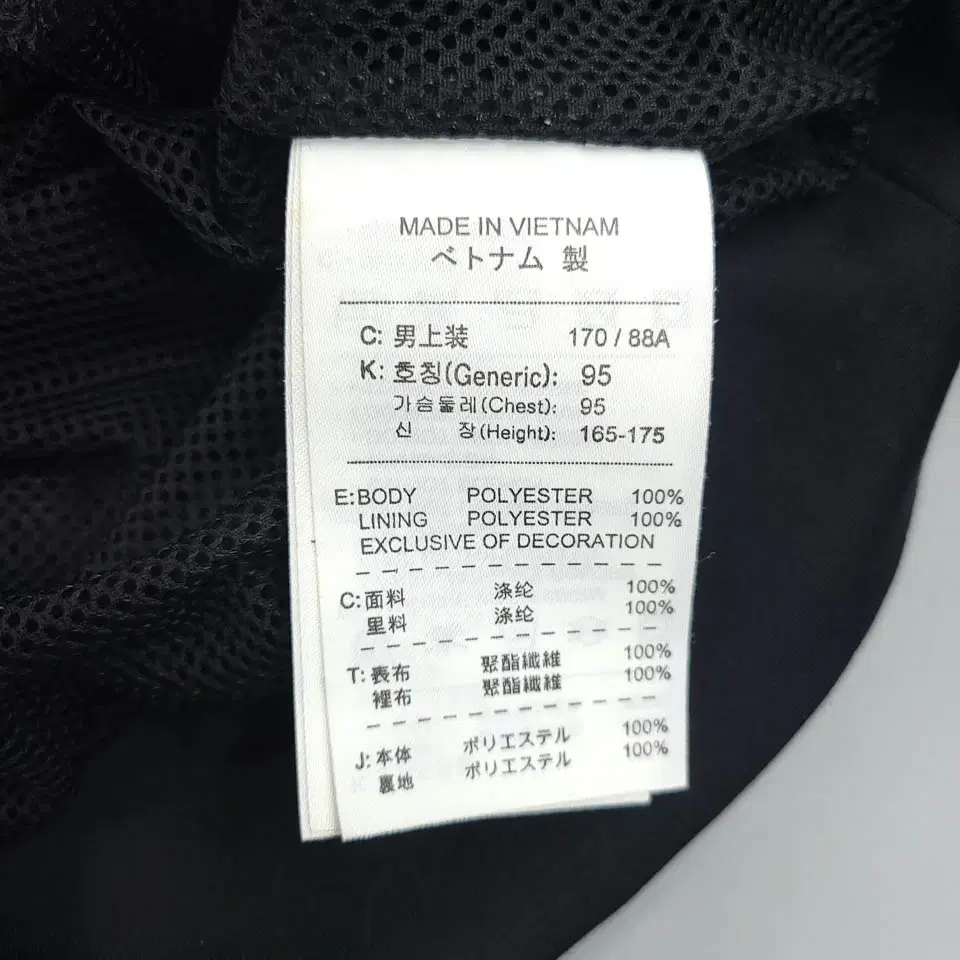 MADE IN VIETNAM
ベトナム 製
C: 男上装 170 / 88A
K: 호칭(Generic): 95
가슴둘레(Chest): 95
신 장(Height): 165-175
E: BODY POLYESTER 100%
LINING POLYESTER 100%
EXCLUSIVE OF DECORATION
C: 面料 涤纶 100%
里料 涤纶 100%
T: 表布 聚酯纖維 100%
裡布 聚酯纖維 100%
J: 本体 ポリエステル 100%
裏地 ポリエステル 100%